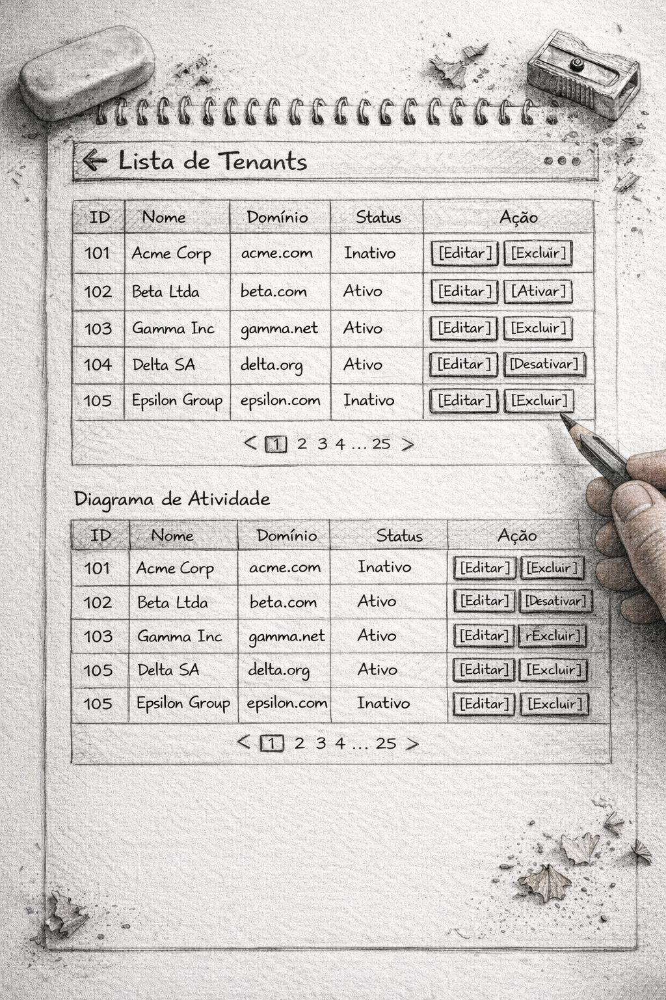 ← Lista de Tenants
ID Nome Domínio Status Ação
101 Acme Corp acme.com Inativo [Editar] [Excluir]
102 Beta Ltda beta.com Ativo [Editar] [Ativar]
103 Gamma Inc gamma.net Ativo [Editar] [Excluir]
104 Delta SA delta.org Ativo [Editar] [Desativar]
105 Epsilon Group epsilon.com Inativo [Editar] [Excluir]
< 1 2 3 4 ... 25 >
Diagrama de Atividade
ID Nome Domínio Status Ação
101 Acme Corp acme.com Inativo [Editar] [Excluir]
102 Beta Ltda beta.com Ativo [Editar] [Desativar]
103 Gamma Inc gamma.net Ativo [Editar] rExcluir]
105 Delta SA delta.org Ativo [Editar] [Excluir]
105 Epsilon Group epsilon.com Inativo [Editar] [Excluir]
< 1 2 3 4 ... 25 >